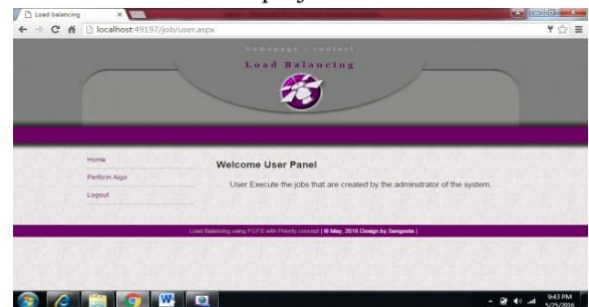 Load balancing
localhost:49197/job/user.aspx
homepage | contact
Load Balancing
Home
Perform Algo
Logout
Welcome User Panel
User Execute the jobs that are created by the administrator of the system.
Load Balancing using FCFS with Priority concept | © May, 2016 Design by Sangeeta |
9:43 PM
5/25/2016